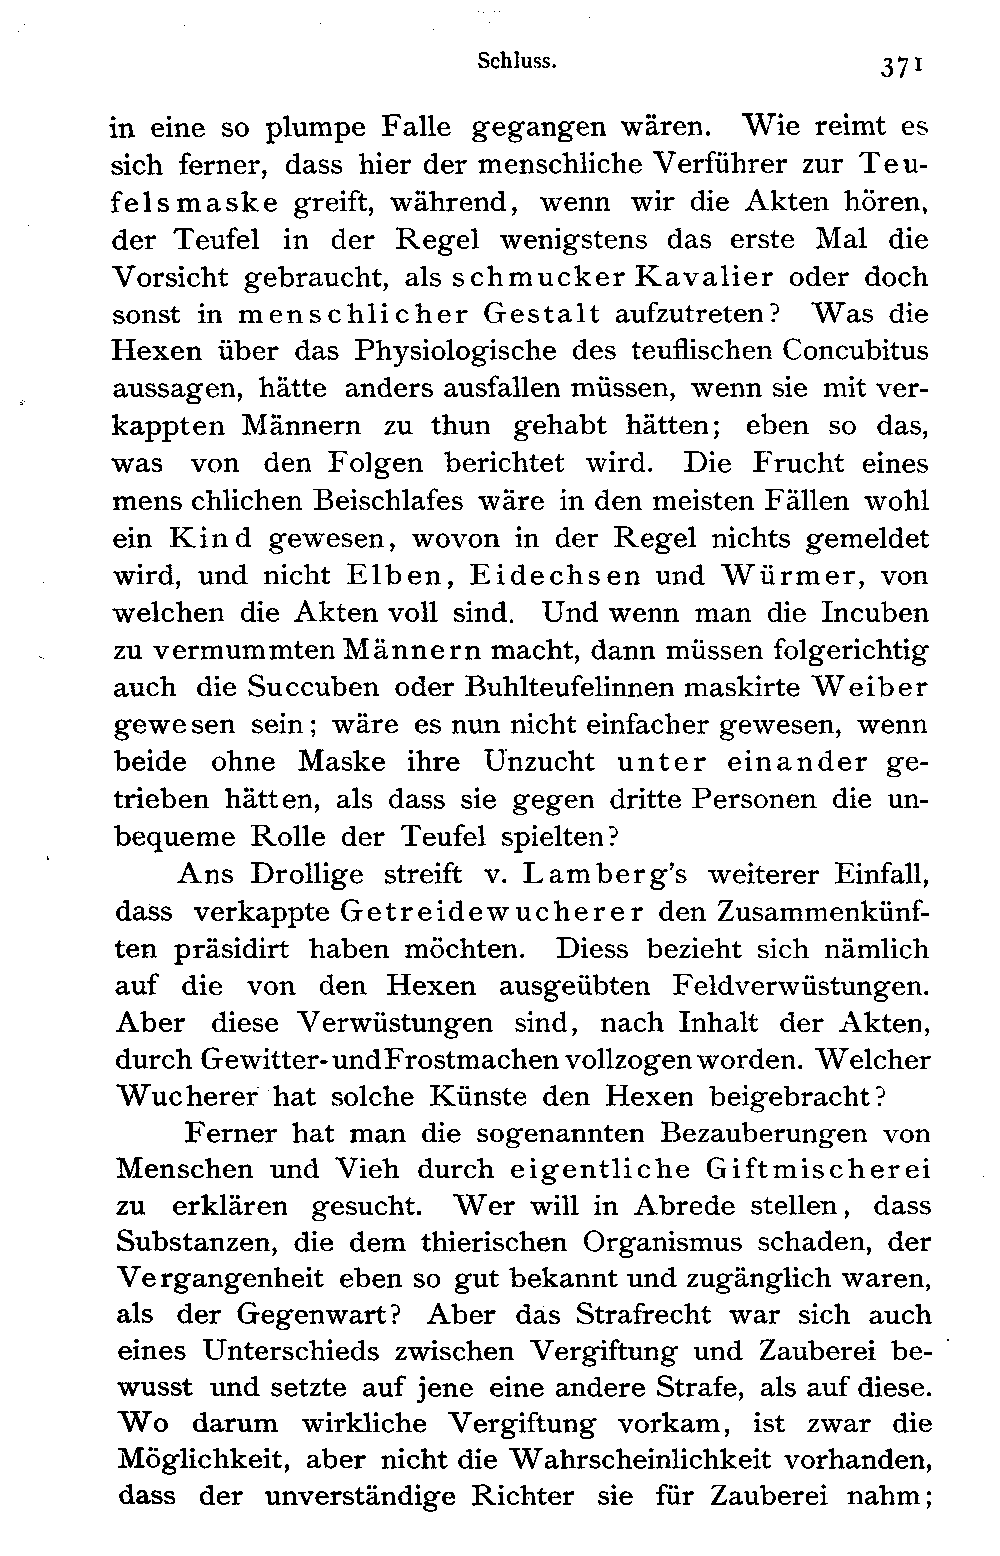 Schluss. 371
in eine so plumpe Falle gegangen wären. Wie reimt es
sich ferner, dass hier der menschliche Verführer zur Teu-
felsmaske greift, während, wenn wir die Akten hören,
der Teufel in der Regel wenigstens das erste Mal die
Vorsicht gebraucht, als schmucker Kavalier oder doch
sonst in menschlicher Gestalt aufzutreten? Was die
Hexen über das Physiologische des teuflischen Concubitus
aussagen, hätte anders ausfallen müssen, wenn sie mit ver-
kappten Männern zu thun gehabt hätten; eben so das,
was von den Folgen berichtet wird. Die Frucht eines
mens chlichen Beischlafes wäre in den meisten Fällen wohl
ein Kind gewesen, wovon in der Regel nichts gemeldet
wird, und nicht Elben, Eidechsen und Würmer, von
welchen die Akten voll sind. Und wenn man die Incuben
zu vermummten Männern macht, dann müssen folgerichtig
auch die Succuben oder Buhlteufelinnen maskirte Weiber
gewesen sein; wäre es nun nicht einfacher gewesen, wenn
beide ohne Maske ihre Unzucht unter einander ge-
trieben hätten, als dass sie gegen dritte Personen die un-
bequeme Rolle der Teufel spielten?
Ans Drollige streift v. Lamberg's weiterer Einfall,
dass verkappte Getreidewucherer den Zusammenkünf-
ten präsidirt haben möchten. Diess bezieht sich nämlich
auf die von den Hexen ausgeübten Feldverwüstungen.
Aber diese Verwüstungen sind, nach Inhalt der Akten,
durch Gewitter- und Frostmachen vollzogen worden. Welcher
Wucherer hat solche Künste den Hexen beigebracht?
Ferner hat man die sogenannten Bezauberungen von
Menschen und Vieh durch eigentliche Giftmischerei
zu erklären gesucht. Wer will in Abrede stellen, dass
Substanzen, die dem thierischen Organismus schaden, der
Vergangenheit eben so gut bekannt und zugänglich waren,
als der Gegenwart? Aber das Strafrecht war sich auch
eines Unterschieds zwischen Vergiftung und Zauberei be-
wusst und setzte auf jene eine andere Strafe, als auf diese.
Wo darum wirkliche Vergiftung vorkam, ist zwar die
Möglichkeit, aber nicht die Wahrscheinlichkeit vorhanden,
dass der unverständige Richter sie für Zauberei nahm;